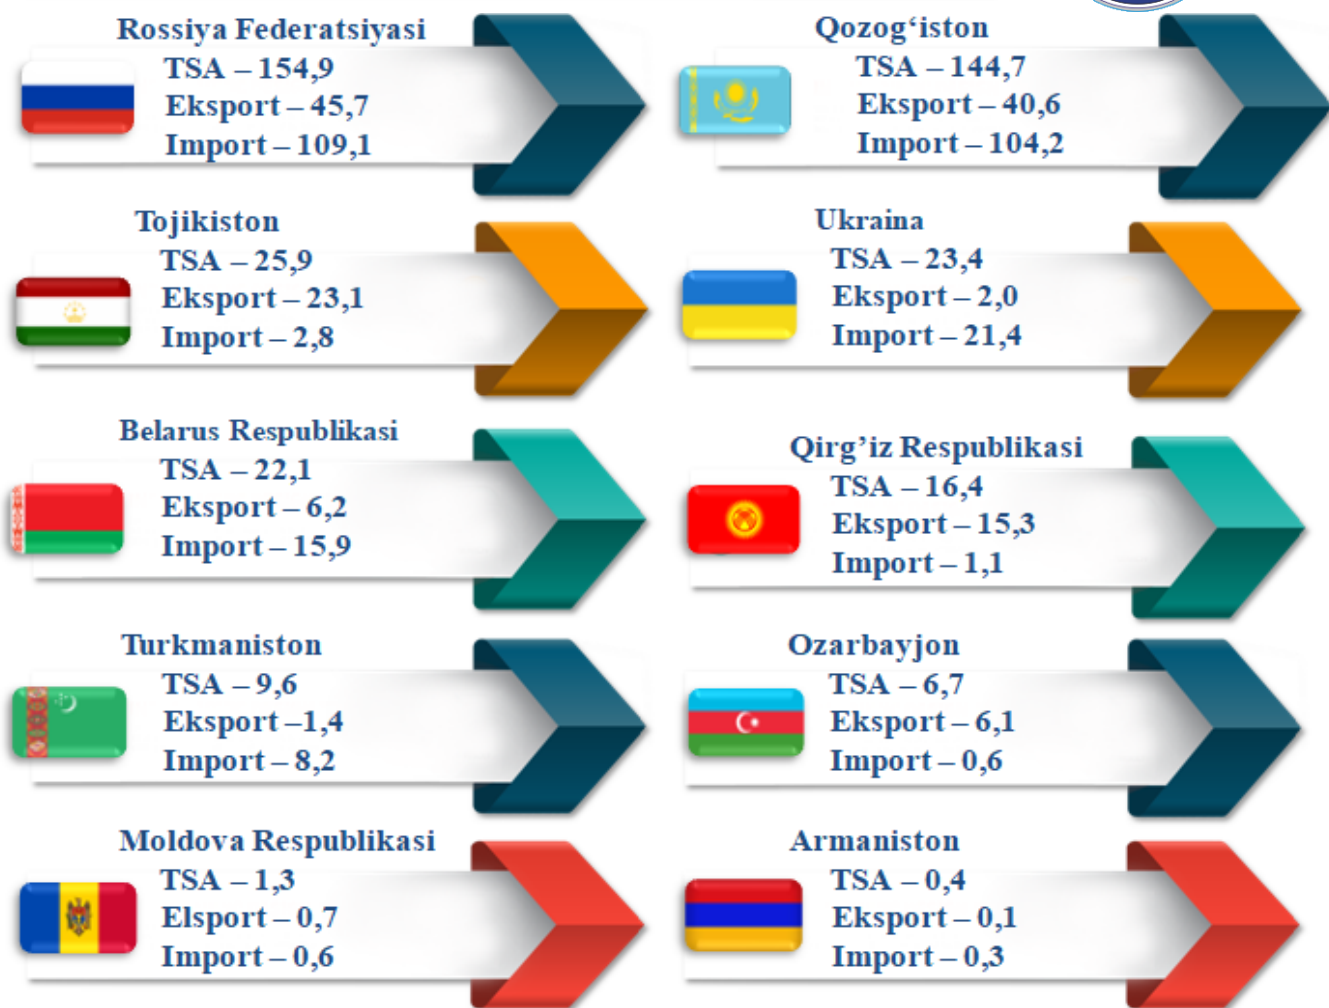 Rossiya Federatsiyasi
TSA – 154,9
Eksport – 45,7
Import – 109,1
Qozog‘iston
TSA – 144,7
Eksport – 40,6
Import – 104,2
Tojikiston
TSA – 25,9
Eksport – 23,1
Import – 2,8
Ukraina
TSA – 23,4
Eksport – 2,0
Import – 21,4
Belarus Respublikasi
TSA – 22,1
Eksport – 6,2
Import – 15,9
Qirg’iz Respublikasi
TSA – 16,4
Eksport – 15,3
Import – 1,1
Turkmaniston
TSA – 9,6
Eksport –1,4
Import – 8,2
Ozarbayjon
TSA – 6,7
Eksport – 6,1
Import – 0,6
Moldova Respublikasi
TSA – 1,3
Elsport – 0,7
Import – 0,6
Armaniston
TSA – 0,4
Eksport – 0,1
Import – 0,3